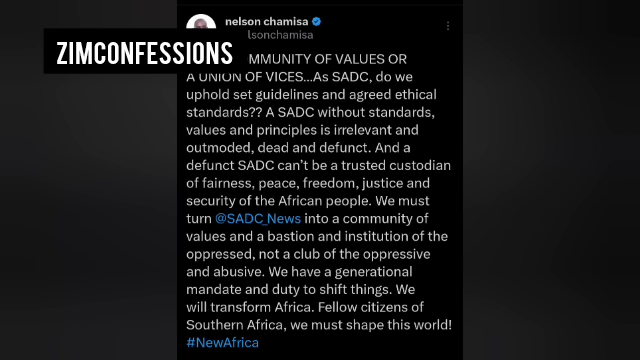 nelson chamisa
lsonchamisa
ZIMCONFESSIONS
MMUNITY OF VALUES OR
A UNION OF VICES...As SADC, do we
uphold set guidelines and agreed ethical
standards?? A SADC without standards,
values and principles is irrelevant and
outmoded, dead and defunct. And a
defunct SADC can’t be a trusted custodian
of fairness, peace, freedom, justice and
security of the African people. We must
turn @SADC_News into a community of
values and a bastion and institution of the
oppressed, not a club of the oppressive
and abusive. We have a generational
mandate and duty to shift things. We
will transform Africa. Fellow citizens of
Southern Africa, we must shape this world!
#NewAfrica